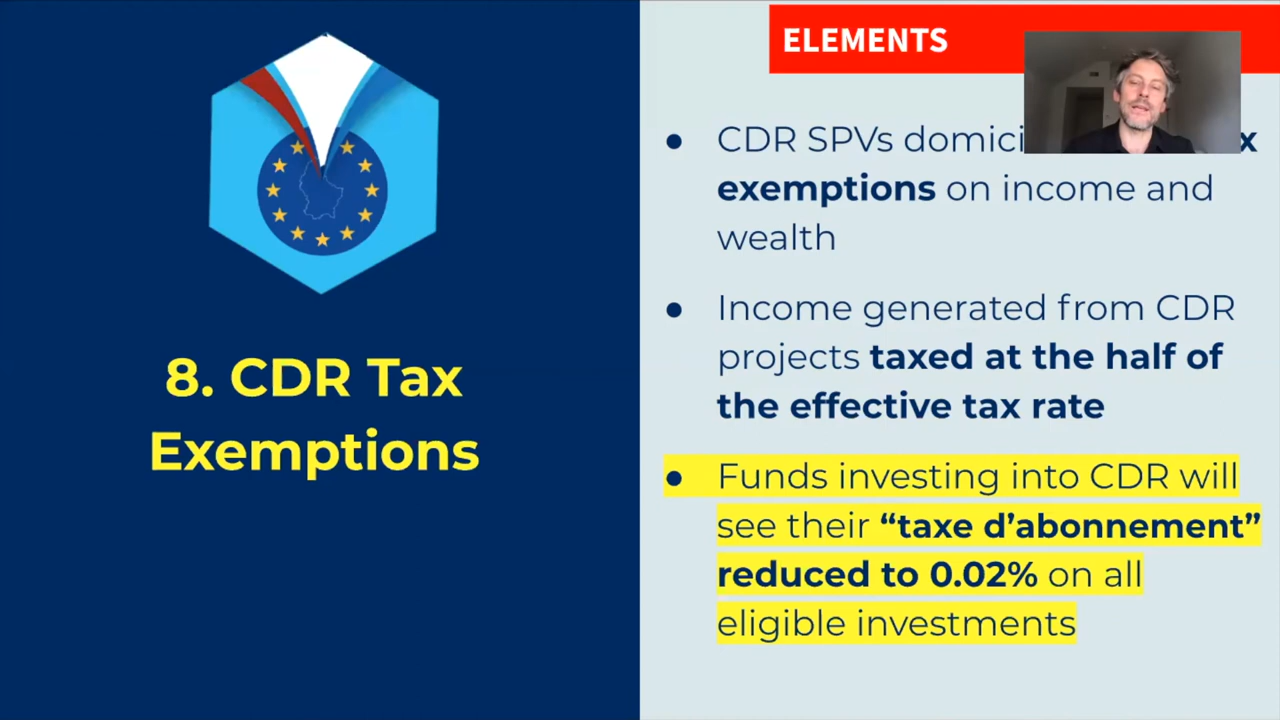 ELEMENTS
8. CDR Tax
Exemptions
● CDR SPVs
exemptions on income and
wealth
● Income generated from CDR
projects taxed at the half of
the effective tax rate
● Funds investing into CDR will
see their “taxe d’abonnement”
reduced to 0.02% on all
eligible investments